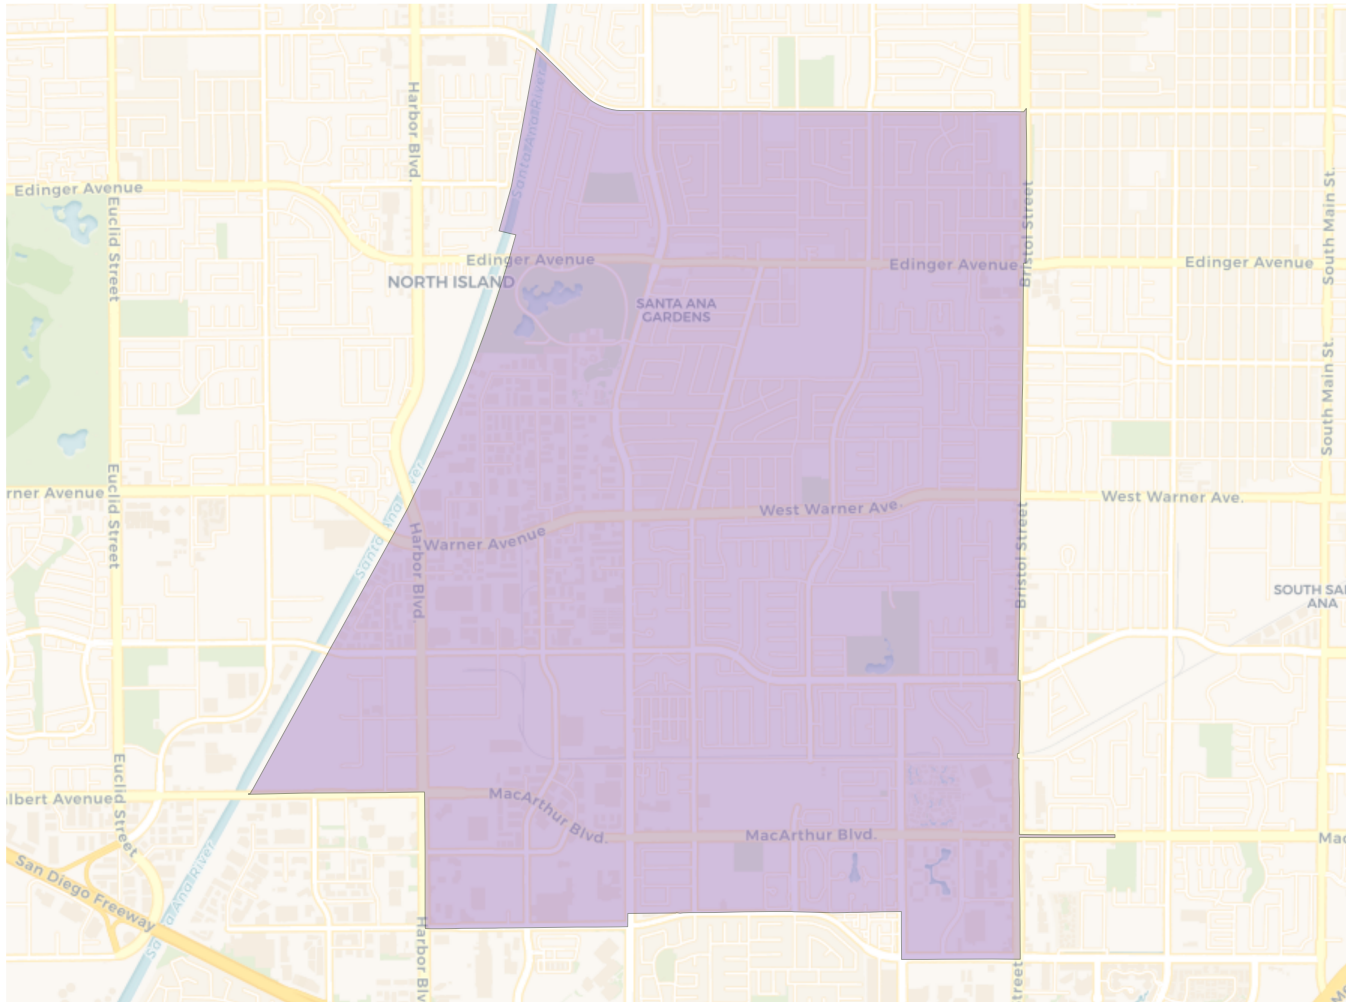 Harbor Blvd.
Santa Ana River
Bristol Street
South Main St.
Edinger Avenue
Euclid Street
Edinger Avenue
Edinger Avenue
Edinger Avenue
NORTH ISLAND
SANTA ANA
GARDENS
South Main St.
Euclid Street
rner Avenue
Santa Ana River
West Warner Ave.
West Warner Ave.
Harbor Blvd.
Warner Avenue
Bristol Street
SOUTH SA
ANA
Euclid Street
lbert Avenue
MacArthur Blvd.
MacArthur Blvd.
Mac
San Diego Freeway
Santa Ana River
Harbor Blv
treet